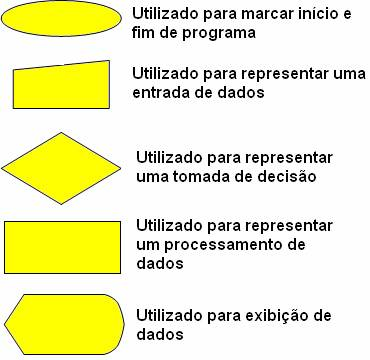 Utilizado para marcar início e
fim de programa
Utilizado para representar uma
entrada de dados
Utilizado para representar
uma tomada de decisão
Utilizado para representar
um processamento de
dados
Utilizado para exibição de
dados